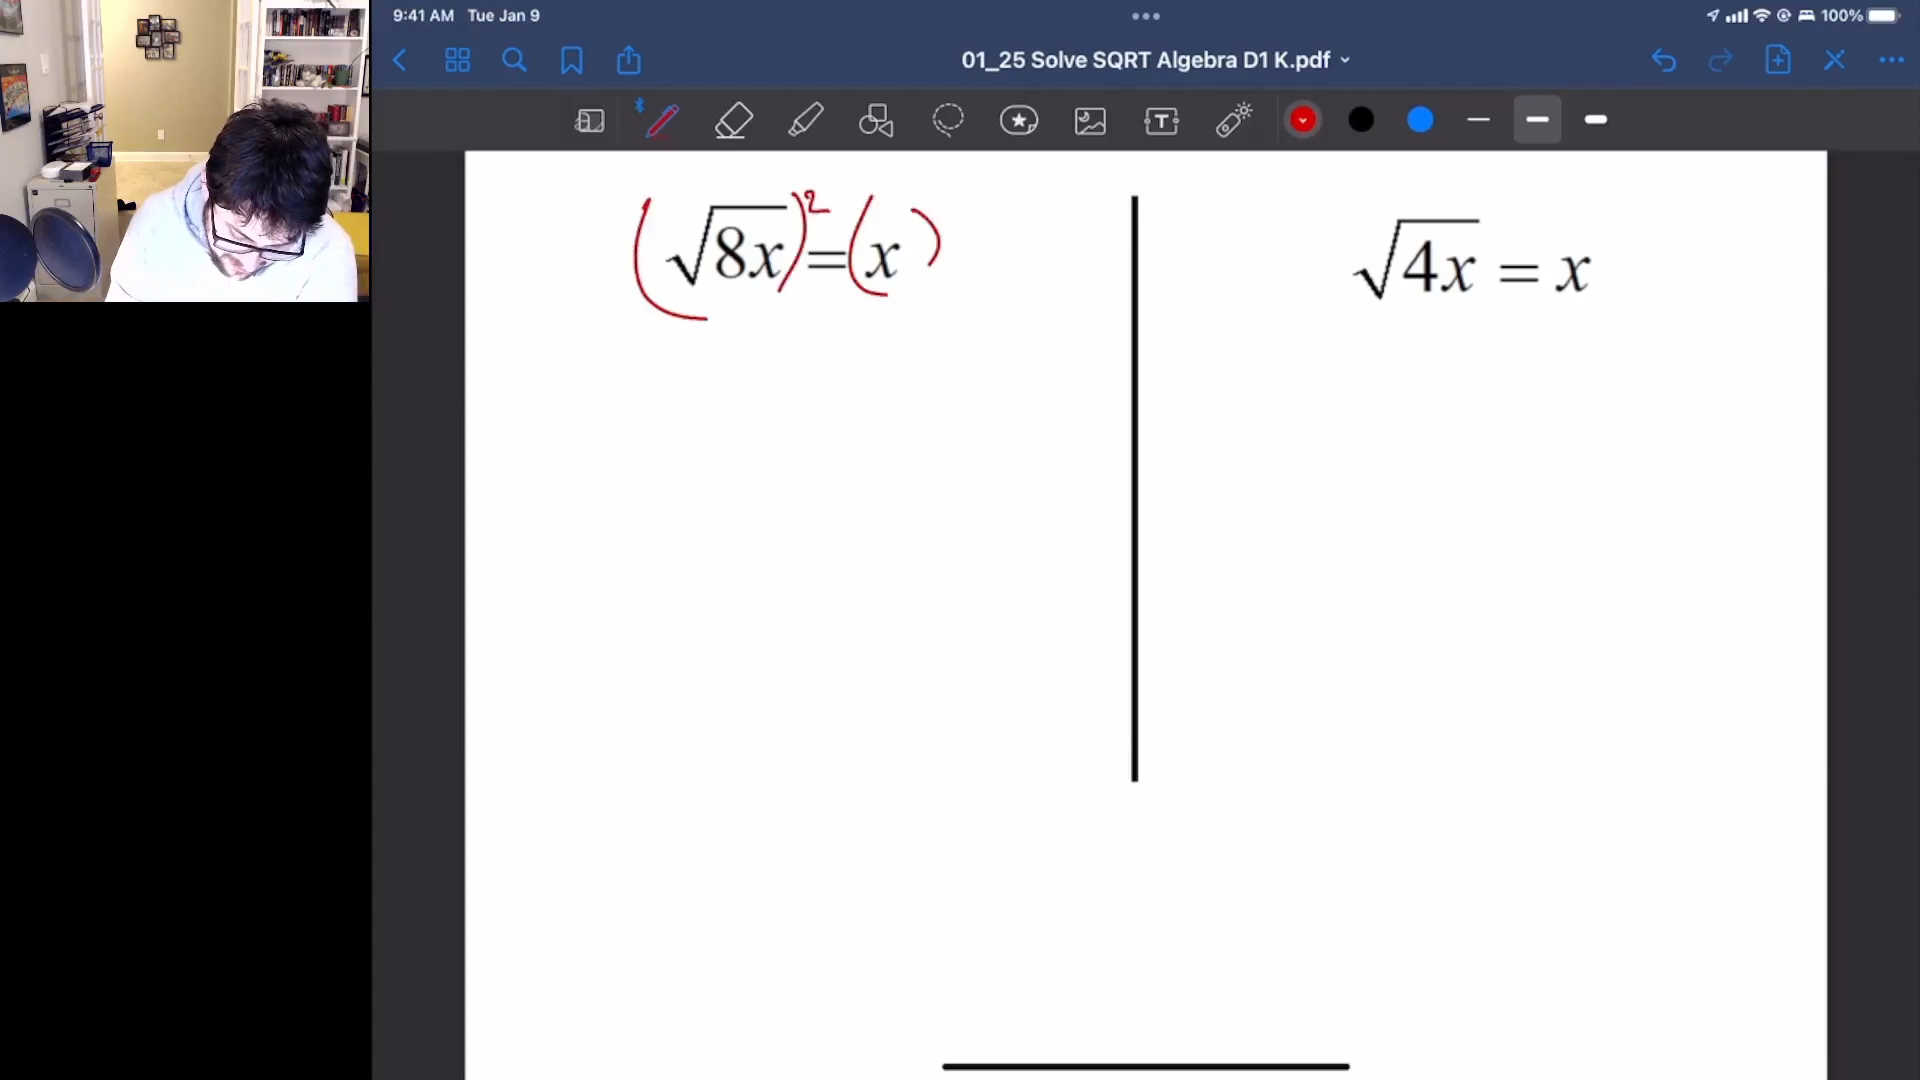 9:41 AM Tue Jan 9
100%
01_25 Solve SQRT Algebra D1 K.pdf
T
(√8x)² = (x)
√4x = x